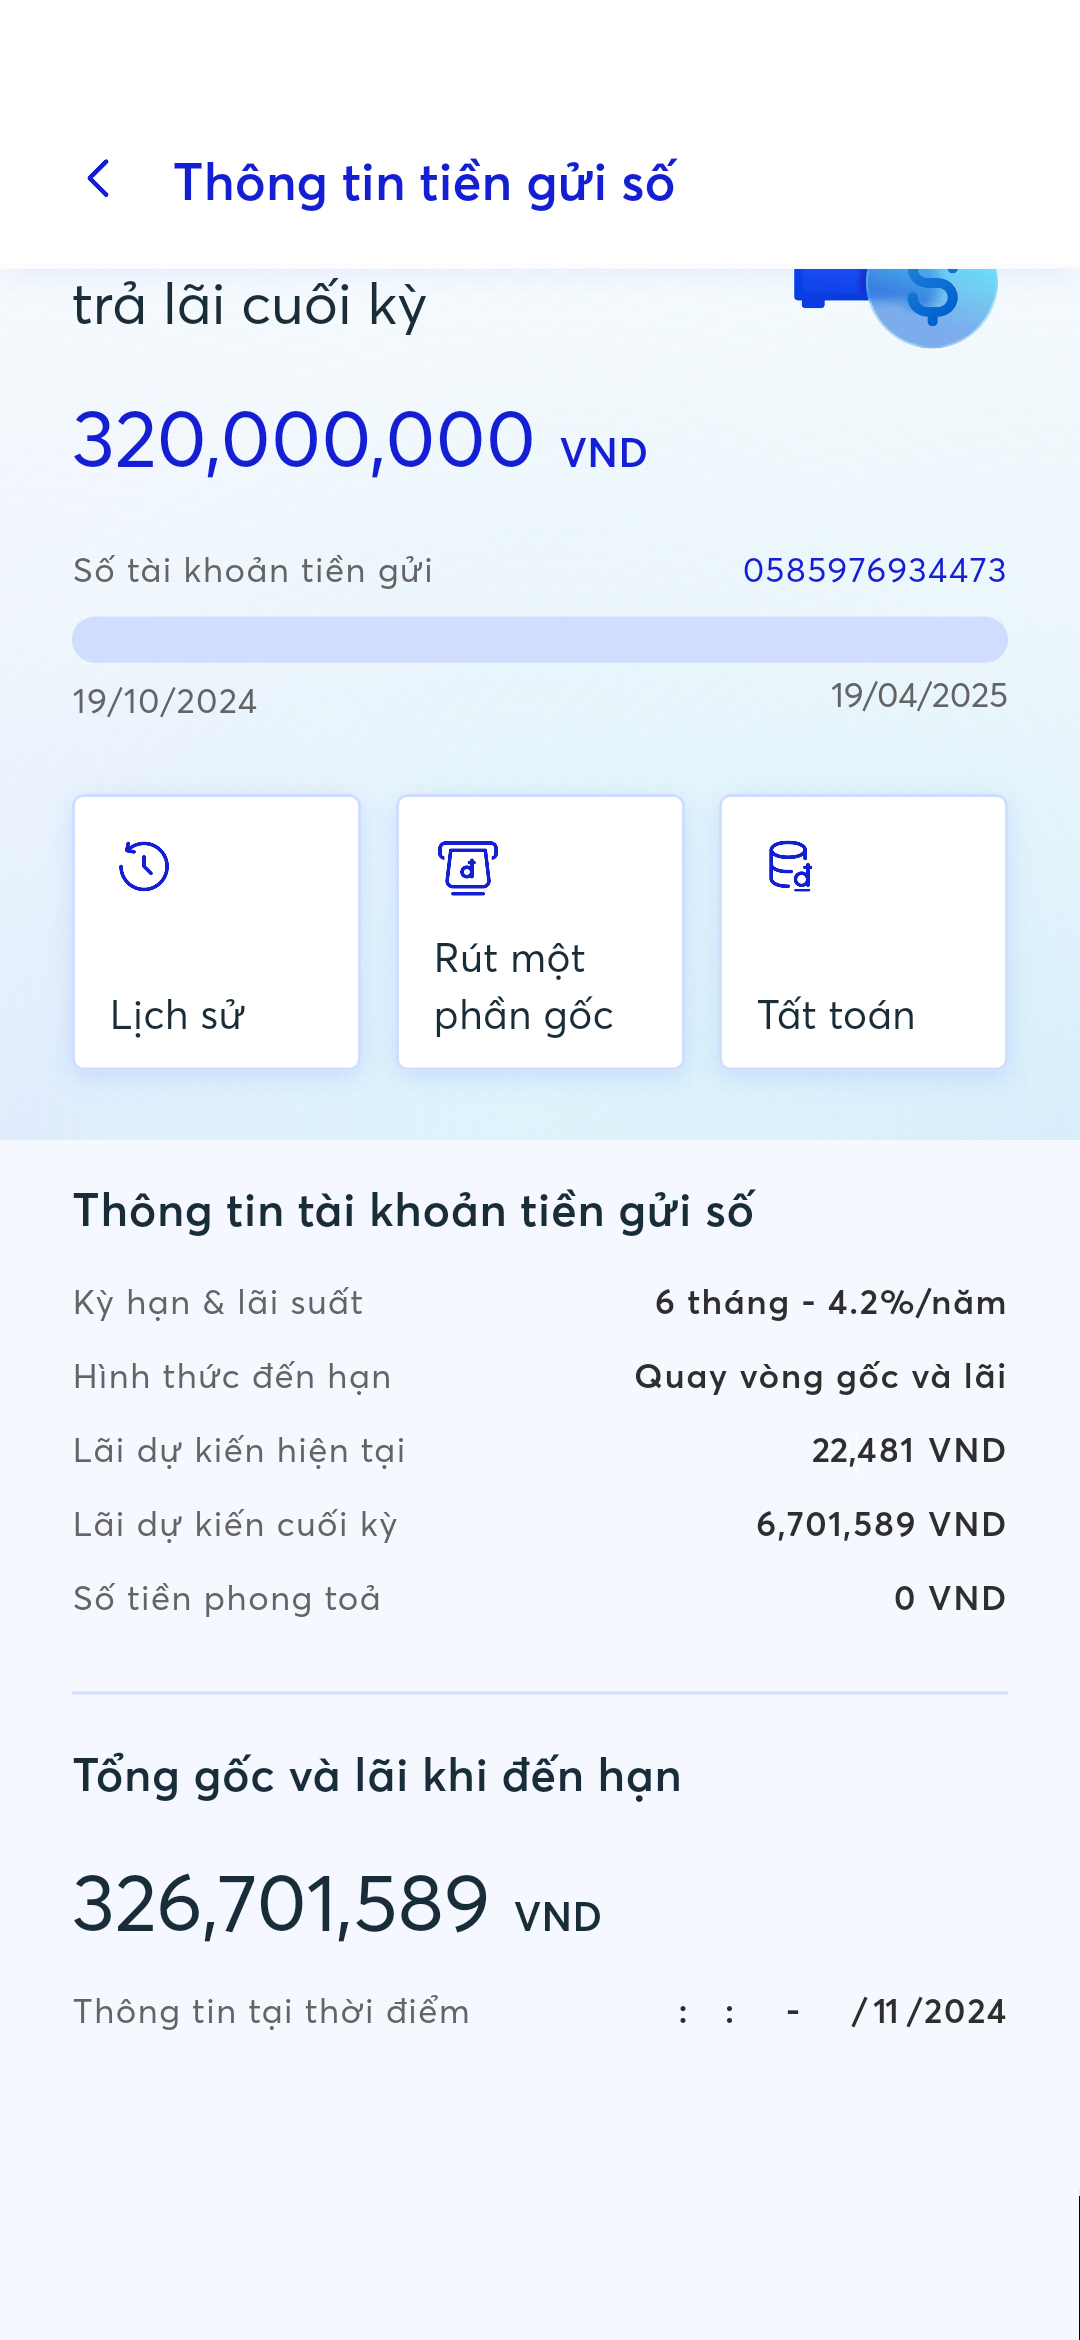 Thông tin tiền gửi số
trả lãi cuối kỳ
320,000,000 VND
Số tài khoản tiền gửi 0585976934473
19/10/2024 19/04/2025
Lịch sử
Rút một
phần gốc
Tất toán
Thông tin tài khoản tiền gửi số
Kỳ hạn & lãi suất 6 tháng - 4.2%/năm
Hình thức đến hạn Quay vòng gốc và lãi
Lãi dự kiến hiện tại 22,481 VND
Lãi dự kiến cuối kỳ 6,701,589 VND
Số tiền phong toả 0 VND
Tổng gốc và lãi khi đến hạn
326,701,589 VND
Thông tin tại thời điểm : : - /11/2024